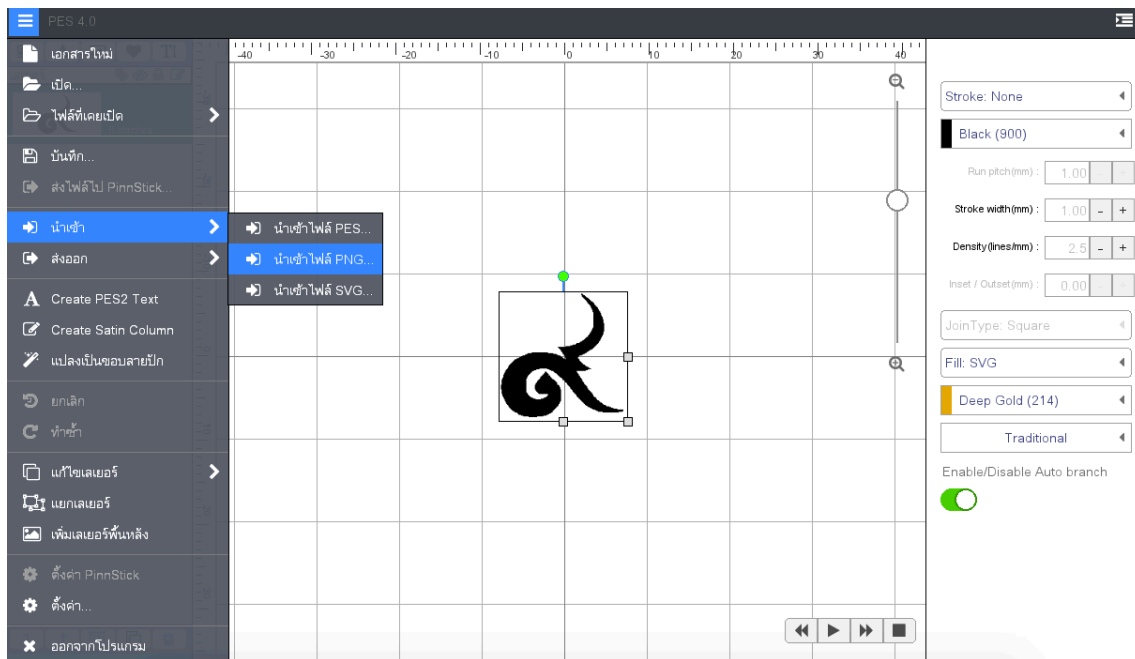 PES 4.0
เอกสารใหม่
เปิด...
ไฟล์ที่เคยเปิด
บันทึก...
ส่งไฟล์ไป PinnStick...
นำเข้า
ส่งออก
Create PES2 Text
Create Satin Column
แปลงเป็นขอบลายปัก
ยกเลิก
ทำซ้ำ
แก้ไขเลเยอร์
แยกเลเยอร์
เพิ่มเลเยอร์พื้นหลัง
ตั้งค่า PinnStick
ตั้งค่า...
ออกจากโปรแกรม
นำเข้าไฟล์ PES...
นำเข้าไฟล์ PNG...
นำเข้าไฟล์ SVG...
-40 -30 -20 -10 0 10 20 30 40
๙
Stroke: None
Black (900)
Run pitch(mm) : 1.00 - +
Stroke width(mm) : 1.00 - +
Density(lines/mm) : 2.5 - +
Inset / Outset(mm) : 0.00 - +
JoinType: Square
Fill: SVG
Deep Gold (214)
Traditional
Enable/Disable Auto branch